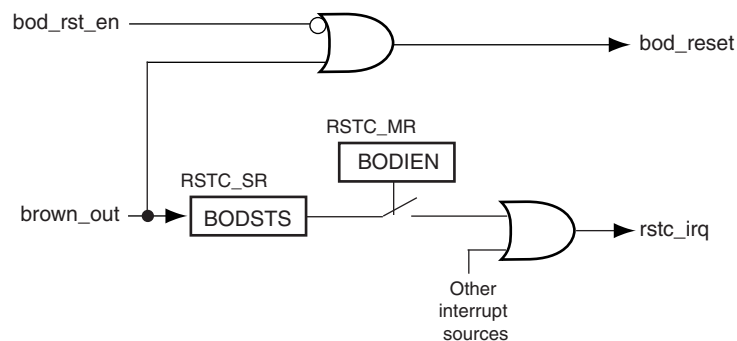 bod_rst_en
bod_reset
RSTC_MR
BODIEN
RSTC_SR
brown_out
BODSTS
rstc_irq
Other
interrupt
sources